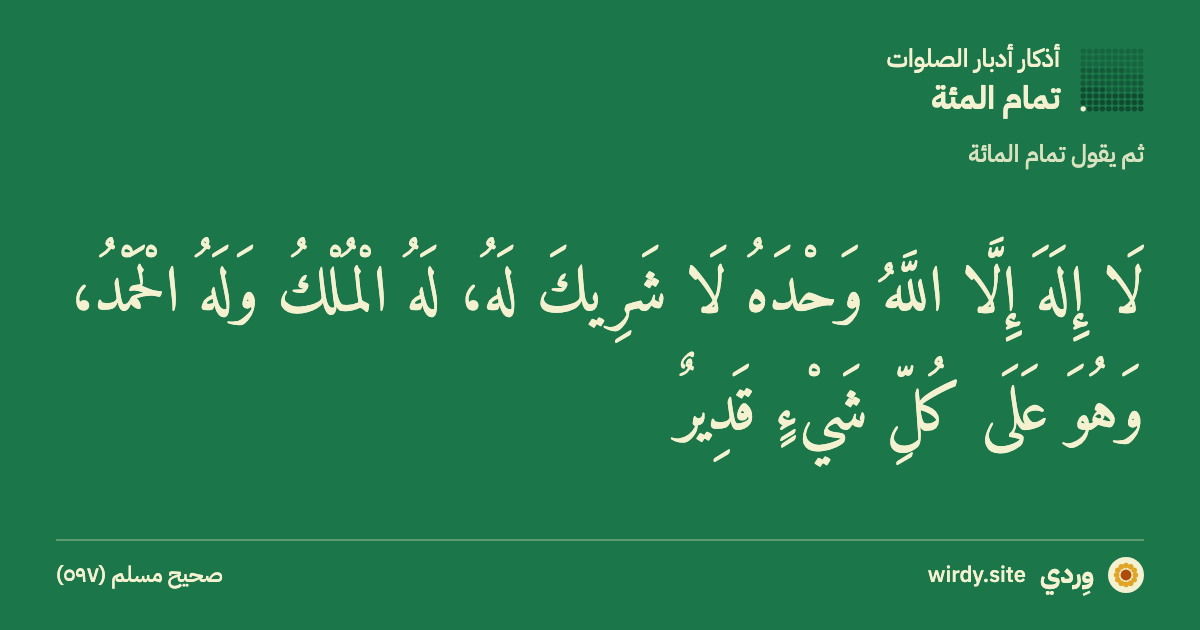 أذكار أدبار الصلوات
تمام المئة
ثم يقول تمام المائة
لَا إِلَهَ إِلَّا اللَّهُ وَحْدَهُ لَا شَرِيكَ لَهُ، لَهُ الْمُلْكُ وَلَهُ الْحَمْدُ،
وَهُوَ عَلَى كُلِّ شَيْءٍ قَدِيرٌ
وِردي wirdy.site
صحيح مسلم (٥٩٧)